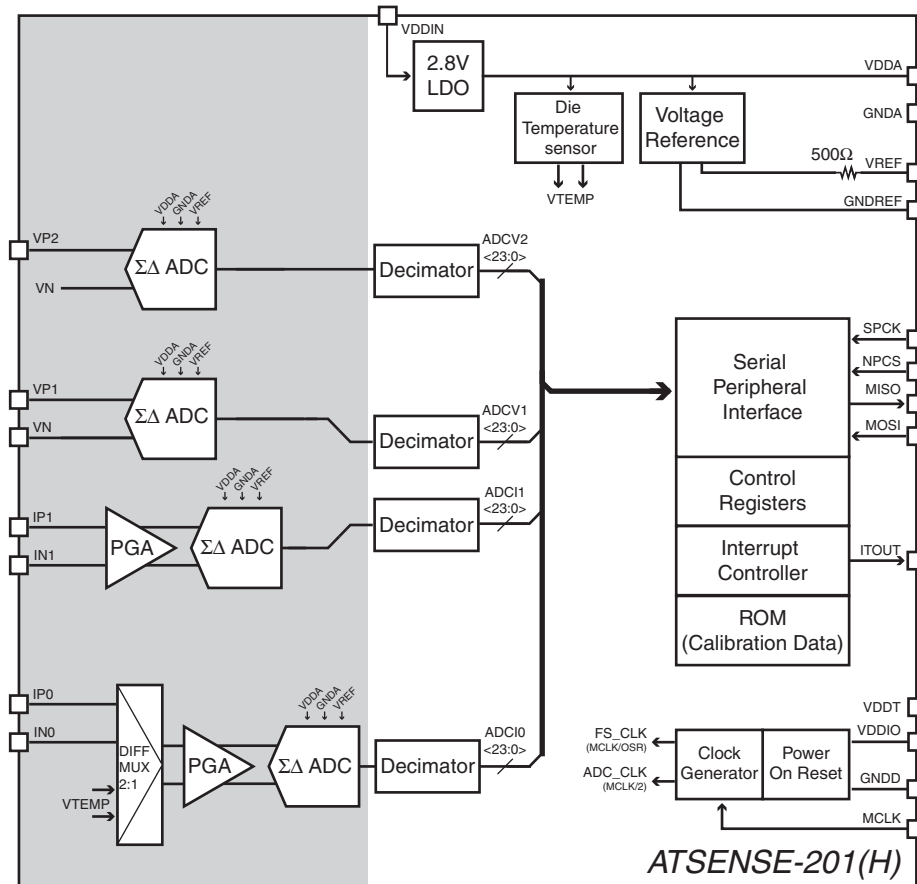 VDDIN
2.8V
LDO
VDDA
Die
Temperature
sensor
VTEMP
Voltage
Reference
GNDA
500Ω
VREF
GNDREF
VP2
VN
VDDA
GNDA
VREF
ΣΔ ADC
Decimator
ADCV2
<23:0>
VP1
VN
VDDA
GNDA
VREF
ΣΔ ADC
Decimator
ADCV1
<23:0>
IP1
IN1
PGA
VDDA
GNDA
VREF
ΣΔ ADC
Decimator
ADCI1
<23:0>
IP0
IN0
VTEMP
DIFF
MUX
2:1
PGA
VDDA
GNDA
VREF
ΣΔ ADC
Decimator
ADCI0
<23:0>
Serial
Peripheral
Interface
SPCK
NPCS
MISO
MOSI
Control
Registers
Interrupt
Controller
ITOUT
ROM
(Calibration Data)
VDDT
FS_CLK
(MCLK/OSR)
ADC_CLK
(MCLK/2)
Clock
Generator
Power
On Reset
VDDIO
GNDD
MCLK
ATSENSE-201(H)